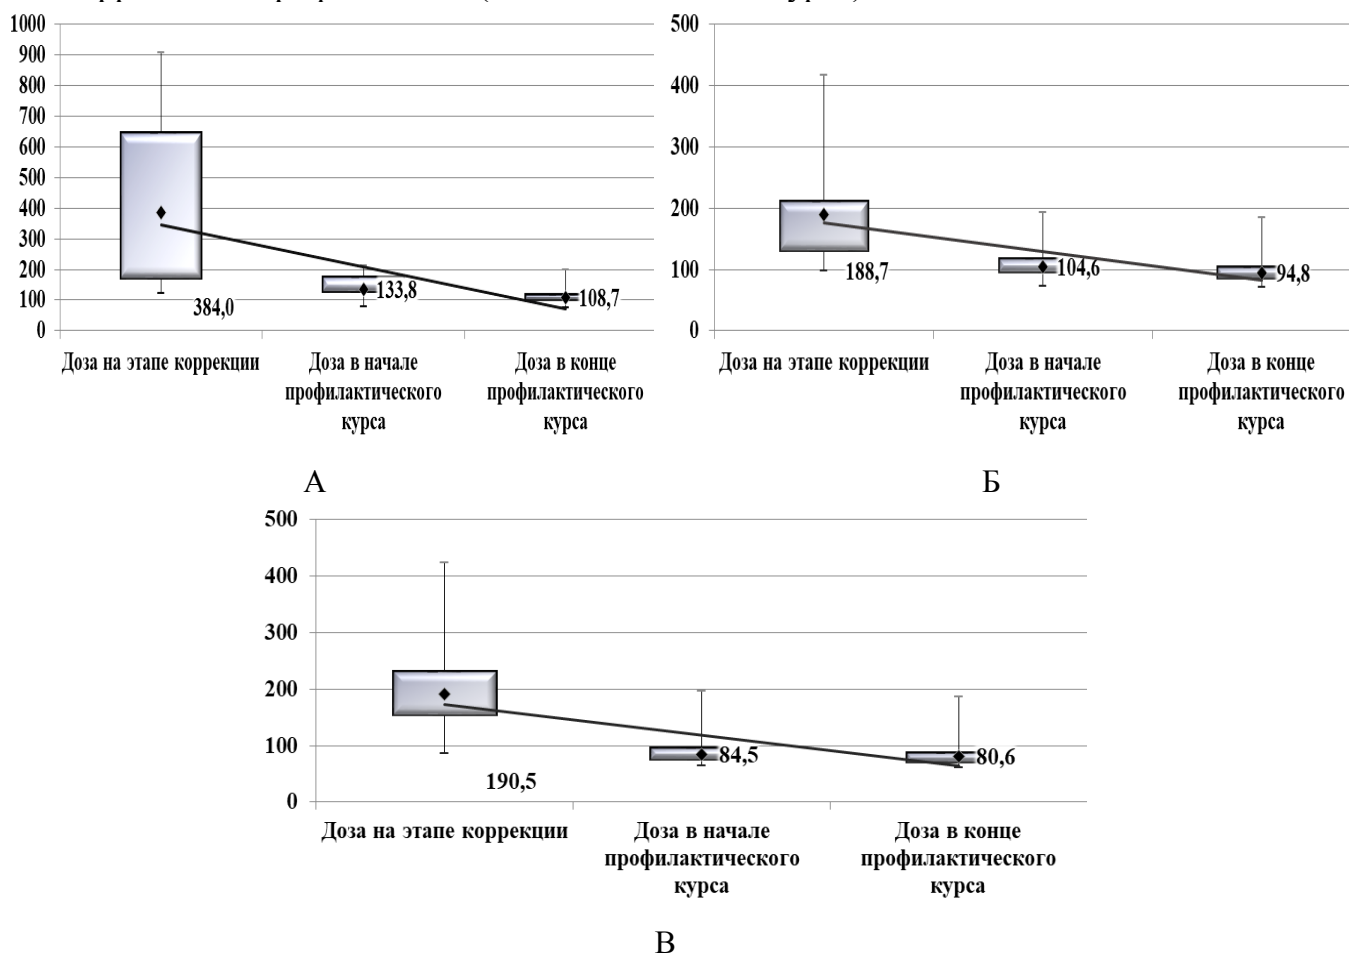 1000
900
800
700
600
500
400
300
200
100
0
384,0
133,8
108,7
Доза на этапе коррекции
Доза в начале
профилактического
курса
Доза в конце
профилактического
курса
А
500
400
300
200
100
0
188,7
104,6
94,8
Доза на этапе коррекции
Доза в начале
профилактического
курса
Доза в конце
профилактического
курса
Б
500
400
300
200
100
0
190,5
84,5
80,6
Доза на этапе коррекции
Доза в начале
профилактического
курса
Доза в конце
профилактического
курса
В